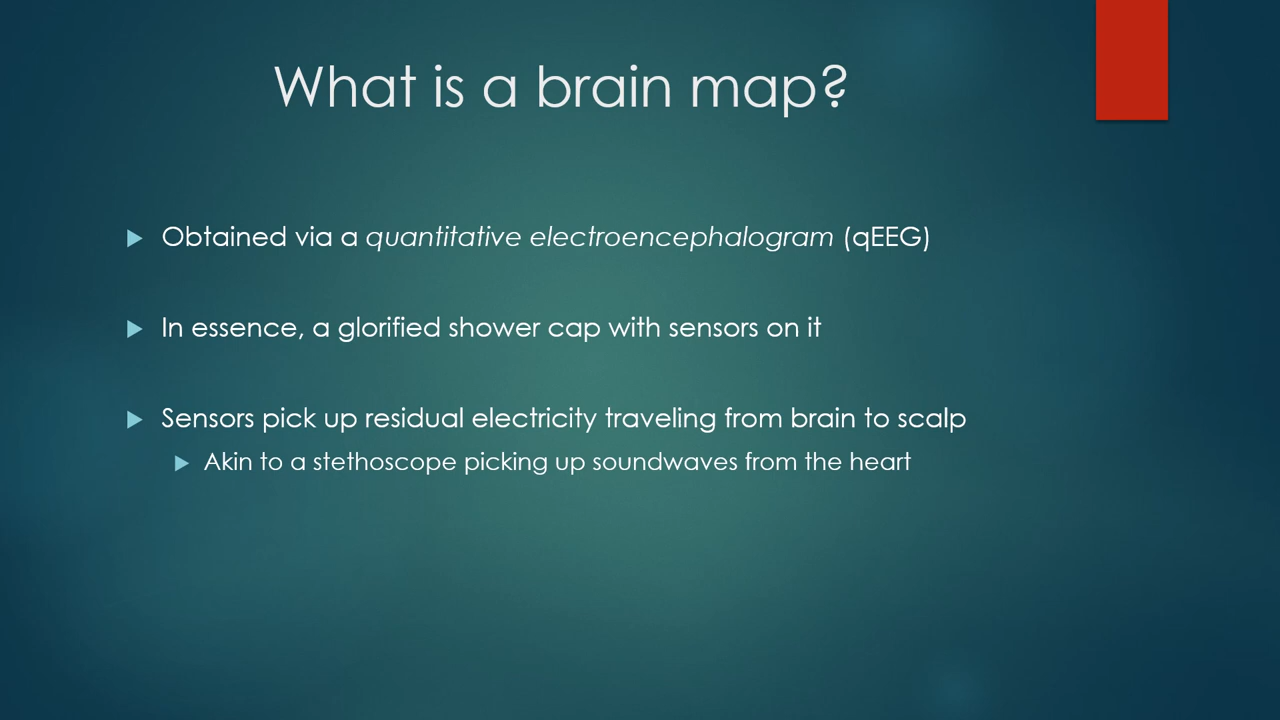 What is a brain map?
Obtained via a quantitative electroencephalogram (qEEG)
In essence, a glorified shower cap with sensors on it
Sensors pick up residual electricity traveling from brain to scalp
Akin to a stethoscope picking up soundwaves from the heart